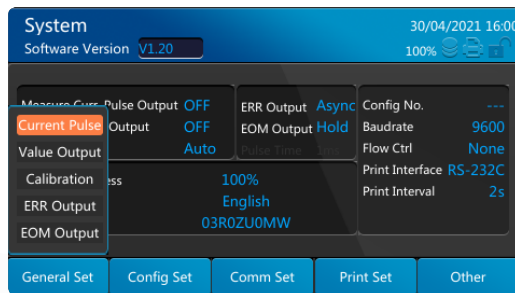 System
30/04/2021 16:00
Software Version V1.20
100%
Measure Curr Pulse Output OFF
Output OFF
Auto
ERR Output Async
EOM Output Hold
Pulse Time 1ms
Config No. ---
Baudrate 9600
Flow Ctrl None
Print Interface RS-232C
Print Interval 2s
ess 100%
English
03R0ZU0MW
Current Pulse
Value Output
Calibration
ERR Output
EOM Output
General Set
Config Set
Comm Set
Print Set
Other